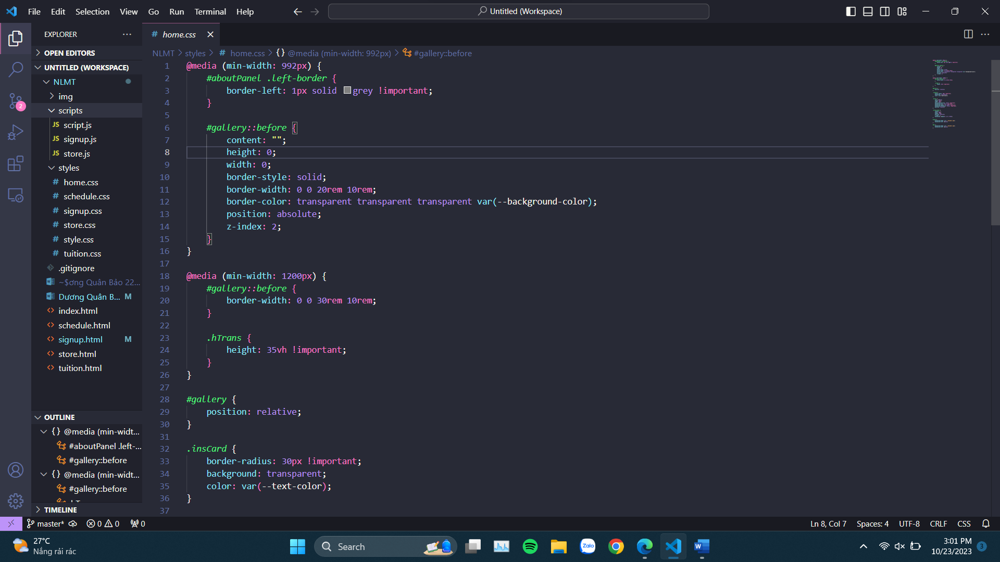 File Edit Selection View Go Run Terminal Help
Untitled (Workspace)
EXPLORER
OPEN EDITORS
UNTITLED (WORKSPACE)
NLMT
img
scripts
JS script.js
JS signup.js
JS store.js
styles
# home.css
# schedule.css
# signup.css
# store.css
# style.css
# tuition.css
.gitignore
~$ơng Quân Bảo 22...
Dương Quân B... M
<> index.html
<> schedule.html
<> signup.html M
<> store.html
<> tuition.html
OUTLINE
{} @media (min-widt...
#aboutPanel .left-...
#gallery::before
{} @media (min-widt...
#gallery::before
TIMELINE
2
# home.css
NLMT > styles > # home.css > {} @media (min-width: 992px) > #gallery::before
1 @media (min-width: 992px) {
2 #aboutPanel .left-border {
3 border-left: 1px solid grey !important;
4 }
5
6 #gallery::before {
7 content: "";
8 height: 0;
9 width: 0;
10 border-style: solid;
11 border-width: 0 0 20rem 10rem;
12 border-color: transparent transparent transparent var(--background-color);
13 position: absolute;
14 z-index: 2;
15 }
16 }
17
18 @media (min-width: 1200px) {
19 #gallery::before {
20 border-width: 0 0 30rem 10rem;
21 }
22
23 .hTrans {
24 height: 35vh !important;
25 }
26 }
27
28 #gallery {
29 position: relative;
30 }
31
32 .insCard {
33 border-radius: 30px !important;
34 background: transparent;
35 color: var(--text-color);
36 }
37
master* 0 0 0
Ln 8, Col 7 Spaces: 4 UTF-8 CRLF CSS
27°C
Nắng rải rác
Search
Zalo
W
3:01 PM
10/23/2023
3